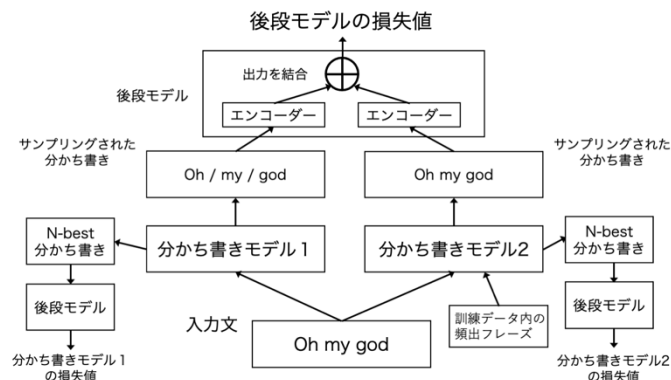 後段モデルの損失値
出力を結合
後段モデル
エンコーダー
エンコーダー
サンプリングされた
分かち書き
サンプリングされた
分かち書き
Oh / my / god
Oh my god
N-best
分かち書き
分かち書きモデル1
分かち書きモデル2
N-best
分かち書き
後段モデル
入力文
訓練データ内の
頻出フレーズ
後段モデル
Oh my god
分かち書きモデル1
の損失値
分かち書きモデル2
の損失値